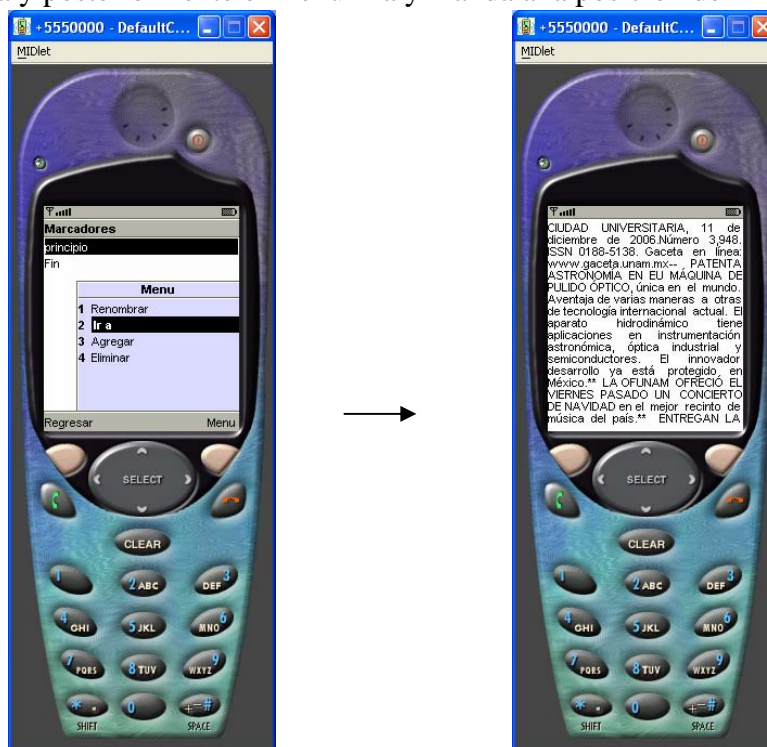 +5550000 - DefaultC...
MIDlet
Marcadores
principio
Fin
Menu
1 Renombrar
2 Ir a
3 Agregar
4 Eliminar
Regresar Menu
SELECT
CLEAR
1
2 ABC
DEF 3
4 GHI
5 JKL
MNO 6
7 PQRS
8 TUV
WXYZ 9
* .
0
+-#
SHIFT
SPACE
+5550000 - DefaultC...
MIDlet
CIUDAD UNIVERSITARIA, 11 de
diciembre de 2006.Número 3,948.
ISSN 0188-5138. Gaceta en línea:
www.gaceta.unam.mx-- PATENTA
ASTRONOMIA EN EU MÁQUINA DE
PULIDO ÓPTICO, única en el mundo.
Aventaja de varias maneras a otras
de tecnología internacional actual. El
aparato hidrodinámico tiene
aplicaciones en instrumentación
astronómica, óptica industrial y
semiconductores. El innovador
desarrollo ya está protegido en
México.** LA OFUNAM OFRECIÓ EL
VIERNES PASADO UN CONCIERTO
DE NAVIDAD en el mejor recinto de
música del país.** ENTREGAN LA
SELECT
CLEAR
1
2 ABC
DEF 3
4 GHI
5 JKL
MNO 6
7 PQRS
8 TUV
WXYZ 9
* .
0
+-#
SHIFT
SPACE